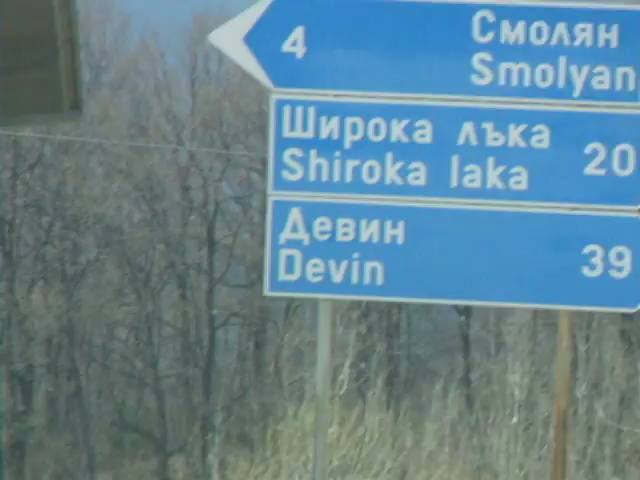 4 Смолян
Smolyan
Широка лъка 20
Shiroka laka
Девин 39
Devin